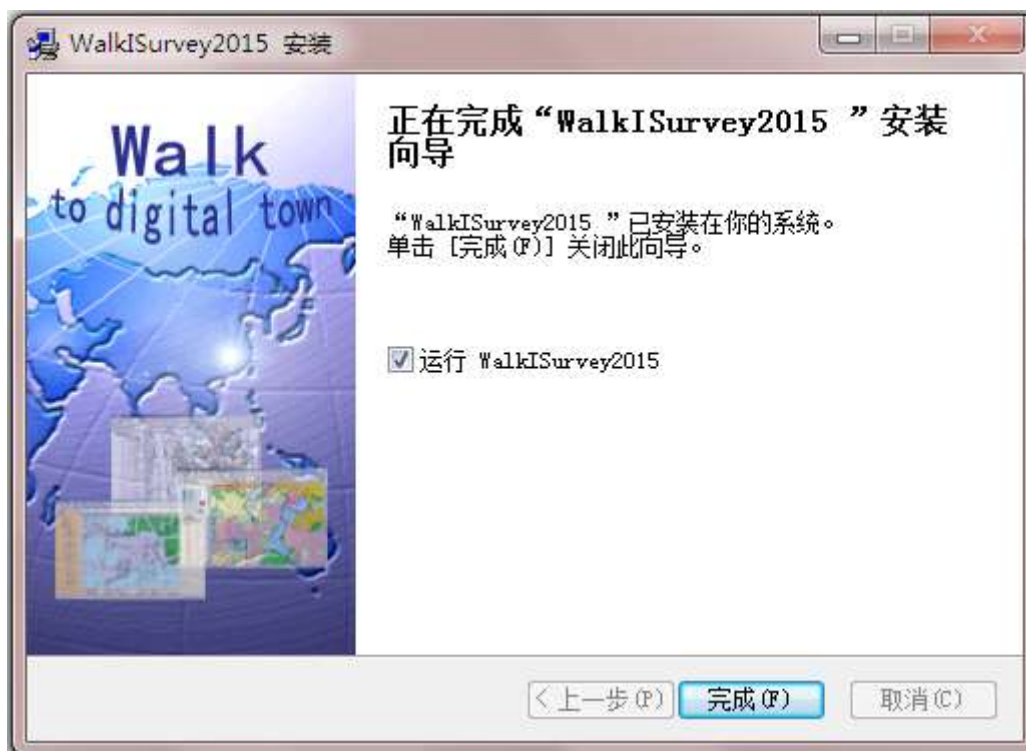 WalkISurvey2015 安装
Walk
to digital town
正在完成“WalkISurvey2015 ”安装
向导
“WalkISurvey2015 ”已安装在你的系统。
单击 [完成(F)] 关闭此向导。
运行 WalkISurvey2015
< 上一步(P)
完成(F)
取消(C)